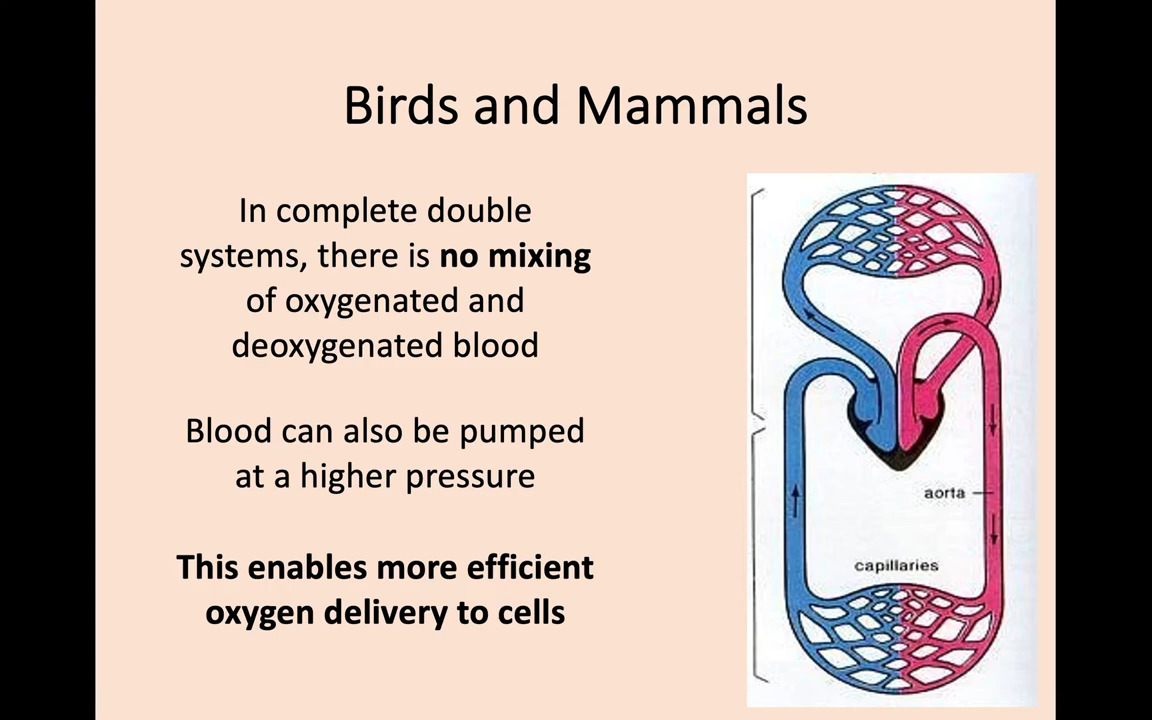 Birds and Mammals
In complete double
systems, there is no mixing
of oxygenated and
deoxygenated blood
Blood can also be pumped
at a higher pressure
This enables more efficient
oxygen delivery to cells
aorta
capillaries